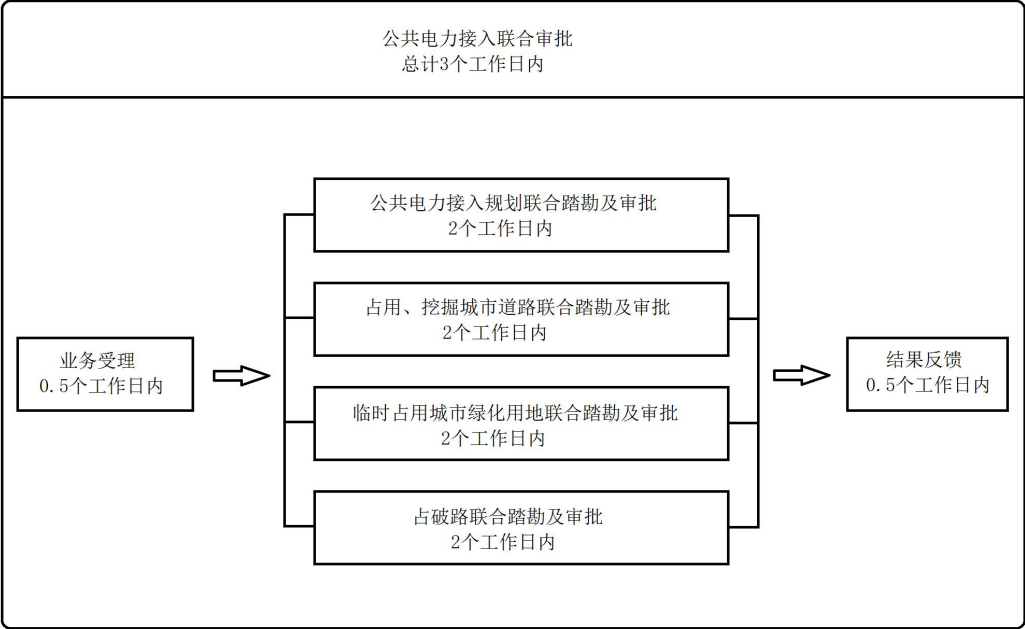 公共电力接入联合审批
总计3个工作日内
公共电力接入规划联合踏勘及审批
2个工作日内
占用、挖掘城市道路联合踏勘及审批
2个工作日内
业务受理
0.5个工作日内
结果反馈
0.5个工作日内
临时占用城市绿化用地联合踏勘及审批
2个工作日内
占破路联合踏勘及审批
2个工作日内